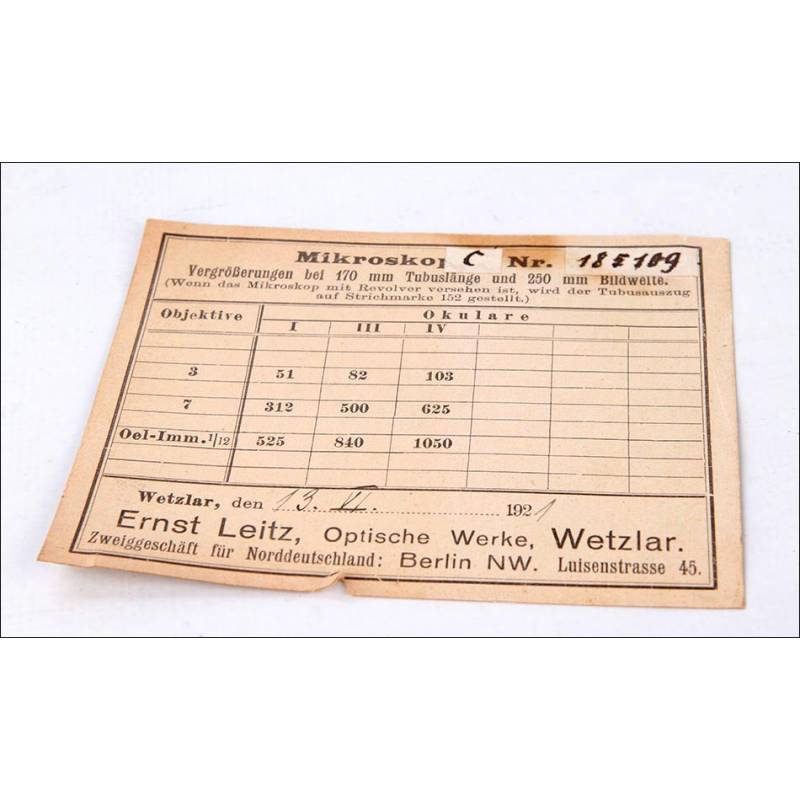 Mikroskop C Nr. 187109
Vergrößerungen bei 170 mm Tubuslänge und 250 mm Bildweite.
(Wenn das Mikroskop mit Revolver versehen ist, wird der Tubusauszug
auf Strichmarke 152 gestellt.)
Objektive Okulare
I III IV
3 51 82 103
7 312 500 625
Oel-Imm. 1/12 525 840 1050
Wetzlar, den 13. VI. 1921
Ernst Leitz, Optische Werke, Wetzlar.
Zweiggeschäft für Norddeutschland: Berlin NW. Luisenstrasse 45.